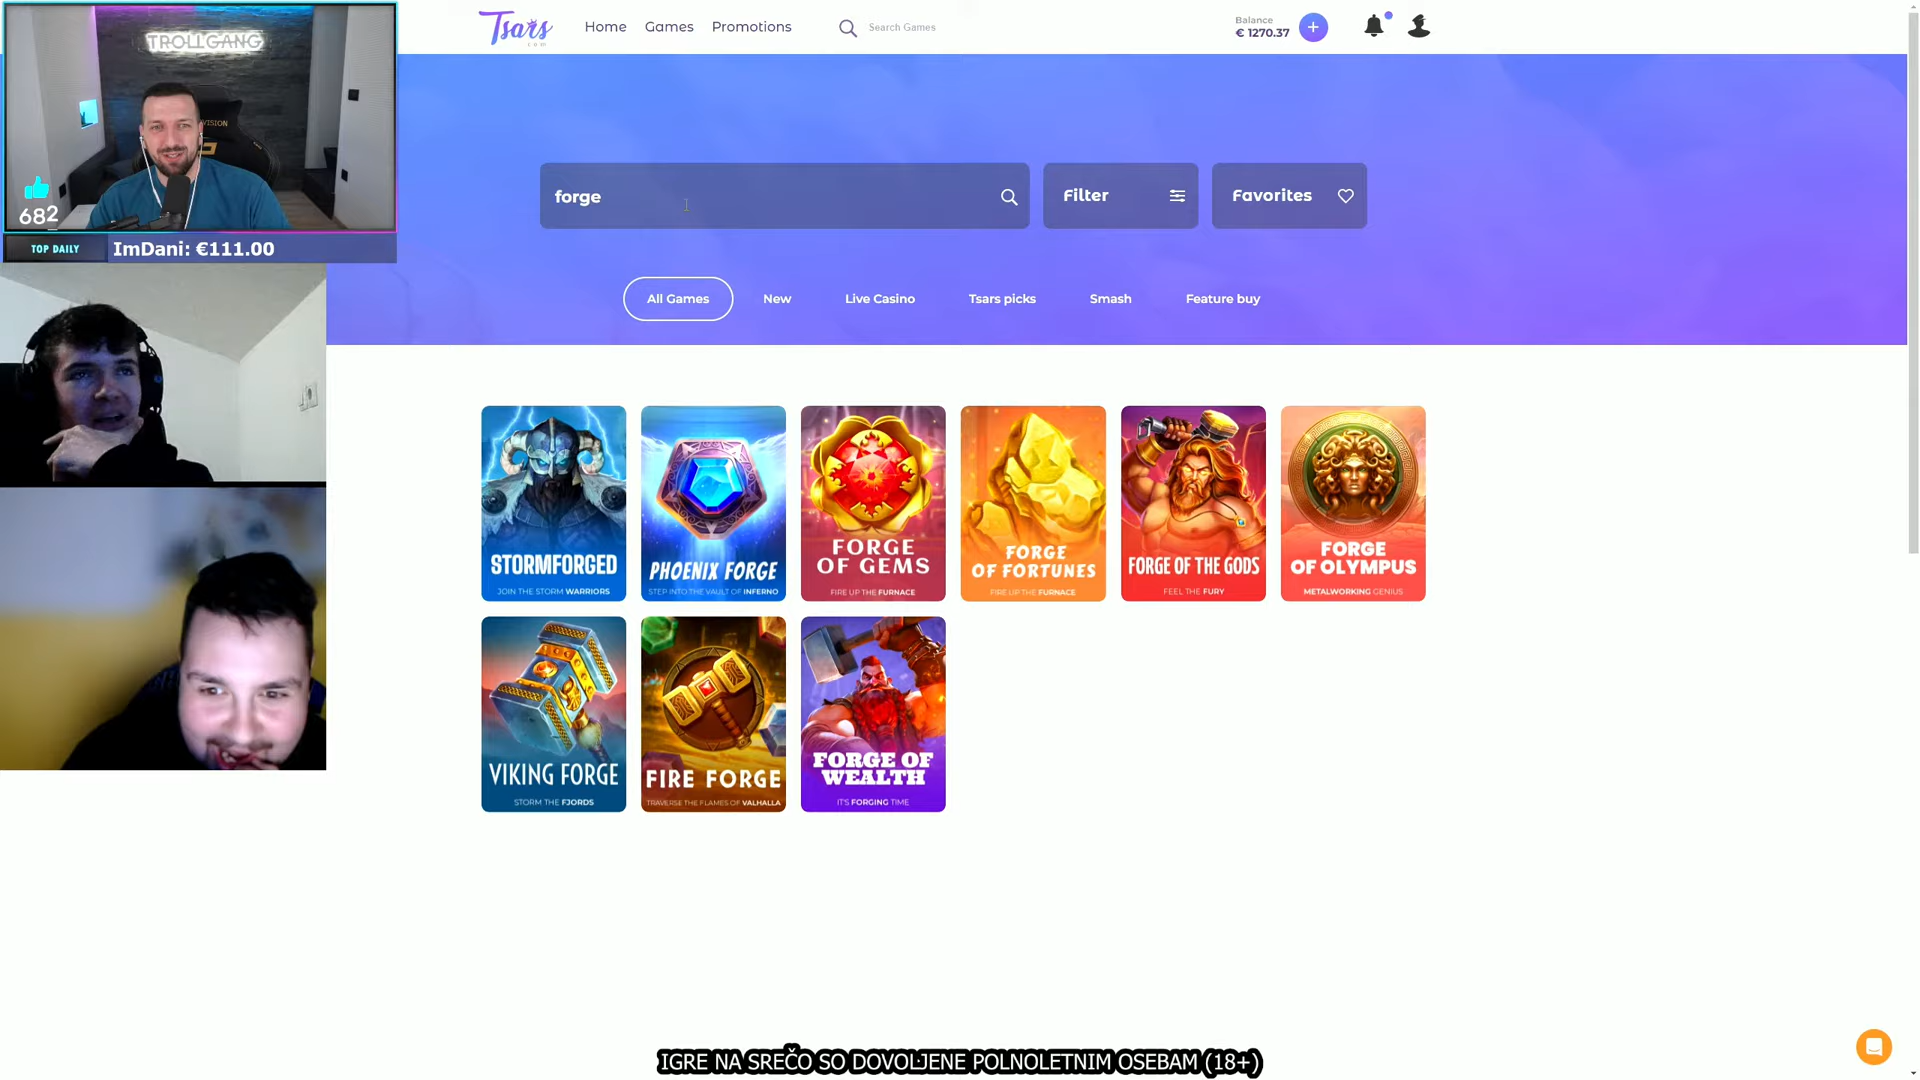 TROLLGANG
VISION
682
TOP DAILY
ImDani: €111.00
Tsars
com
Home
Games
Promotions
Search Games
Balance
€ 1270.37
forge
Filter
Favorites
All Games
New
Live Casino
Tsars picks
Smash
Feature buy
STORMFORGED
JOIN THE STORM WARRIORS
PHOENIX FORGE
STEP INTO THE VAULT OF INFERNO
FORGE
OF GEMS
FIRE UP THE FURNACE
FORGE
OF FORTUNES
FIRE UP THE FURNACE
FORGE OF THE GODS
FEEL THE FURY
FORGE
OF OLYMPUS
METALWORKING GENIUS
VIKING FORGE
STORM THE FJORDS
FIRE FORGE
TRAVERSE THE FLAMES OF VALHALLA
FORGE OF
WEALTH
IT'S FORGING TIME
IGRE NA SREČO SO DOVOLJENE POLNOLETNIM OSEBAM (18+)